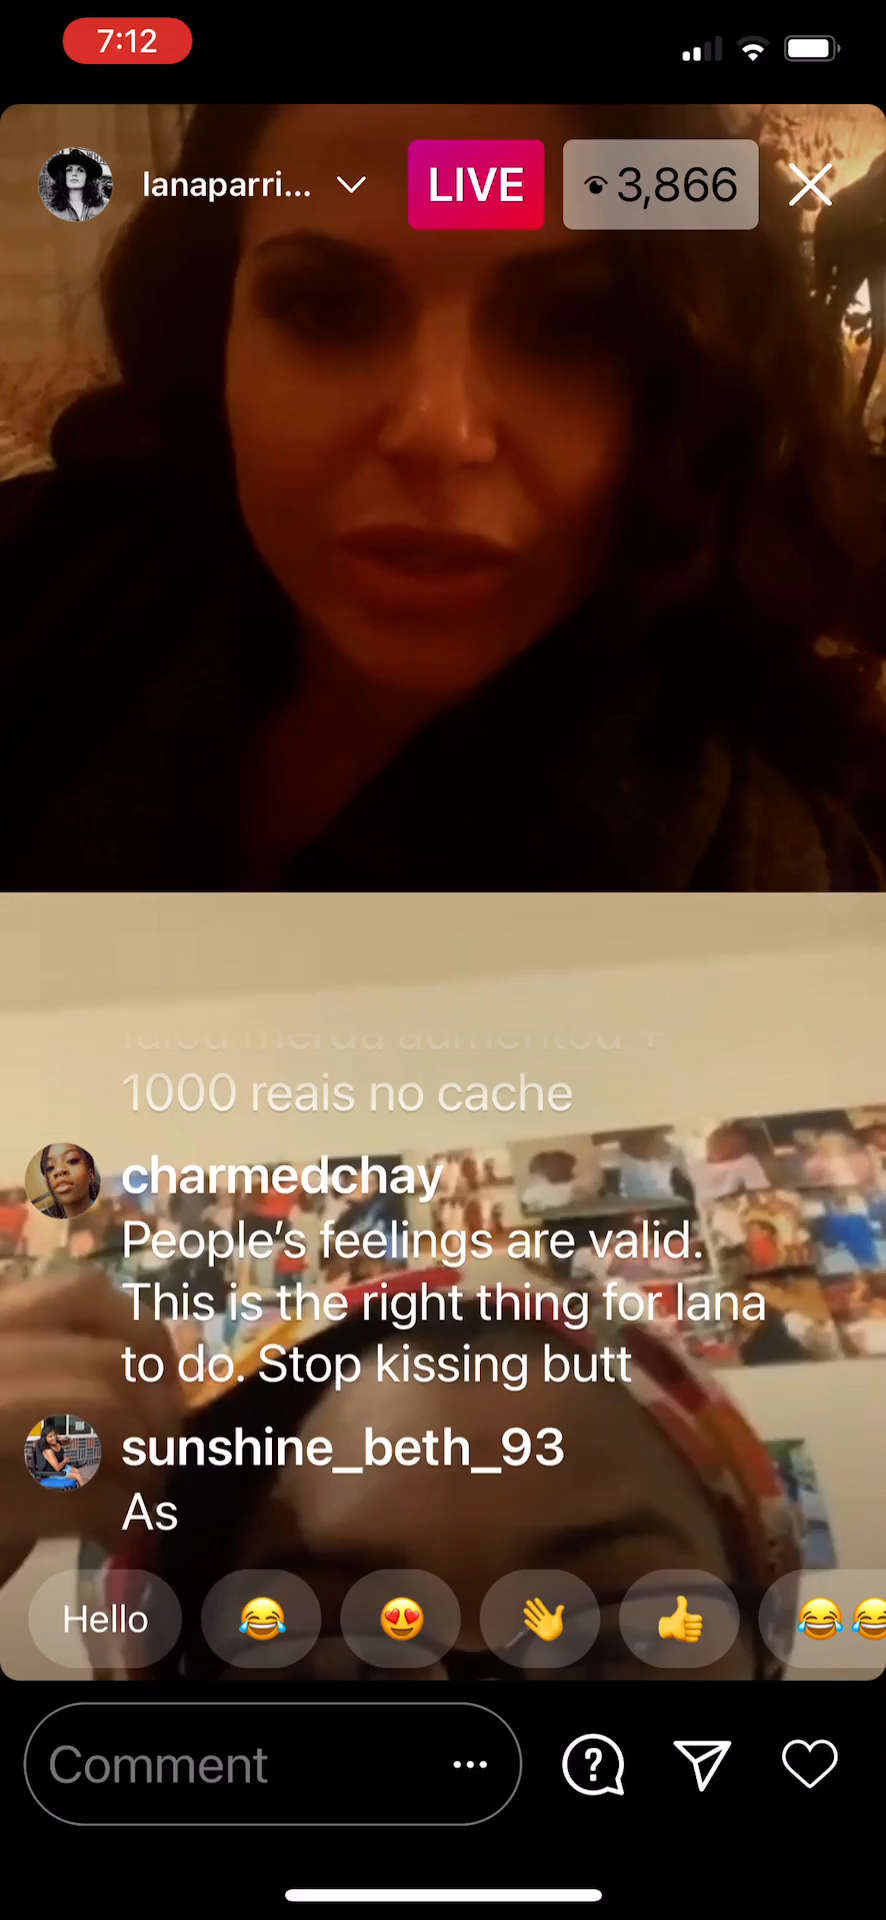 7:12
lanaparri...
LIVE
3,866
1000 reais no cache
charmedchay
People's feelings are valid.
This is the right thing for lana
to do. Stop kissing butt
sunshine_beth_93
As
Hello
Comment